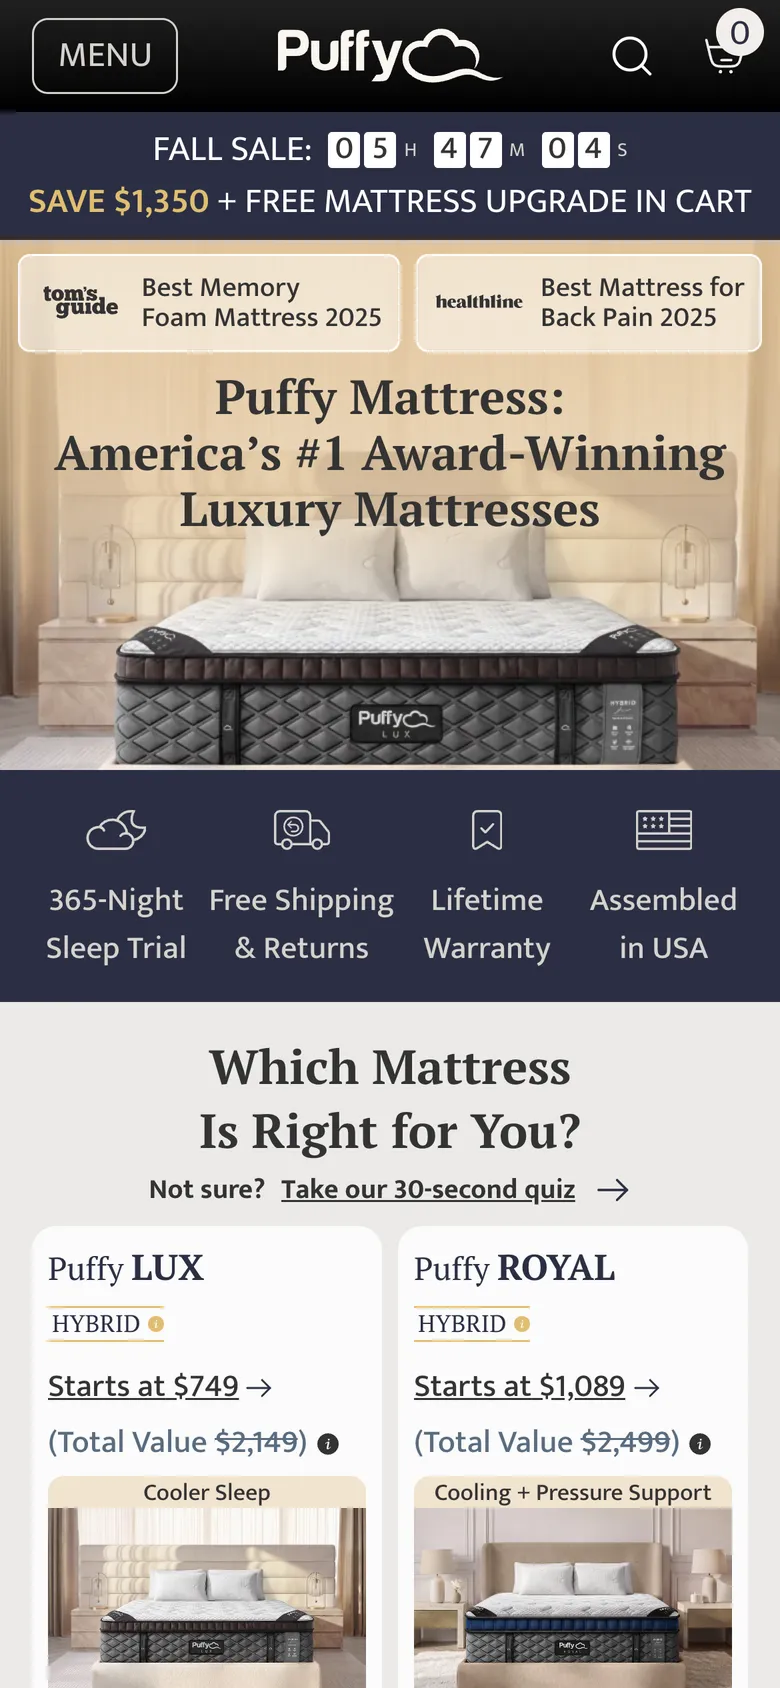 MENU
Puffy
0
FALL SALE: 05 H 47 M 04 S
SAVE $1,350 + FREE MATTRESS UPGRADE IN CART
tom's
guide
Best Memory
Foam Mattress 2025
healthline
Best Mattress for
Back Pain 2025
Puffy Mattress:
America’s #1 Award-Winning
Luxury Mattresses
Puffy
LUX
HYBRID
365-Night
Sleep Trial
Free Shipping
& Returns
Lifetime
Warranty
Assembled
in USA
Which Mattress
Is Right for You?
Not sure? Take our 30-second quiz
Puffy LUX
HYBRID i
Starts at $749
(Total Value $2,149) i
Cooler Sleep
Puffy
LUX
Puffy ROYAL
HYBRID i
Starts at $1,089
(Total Value $2,499) i
Cooling + Pressure Support
Puffy